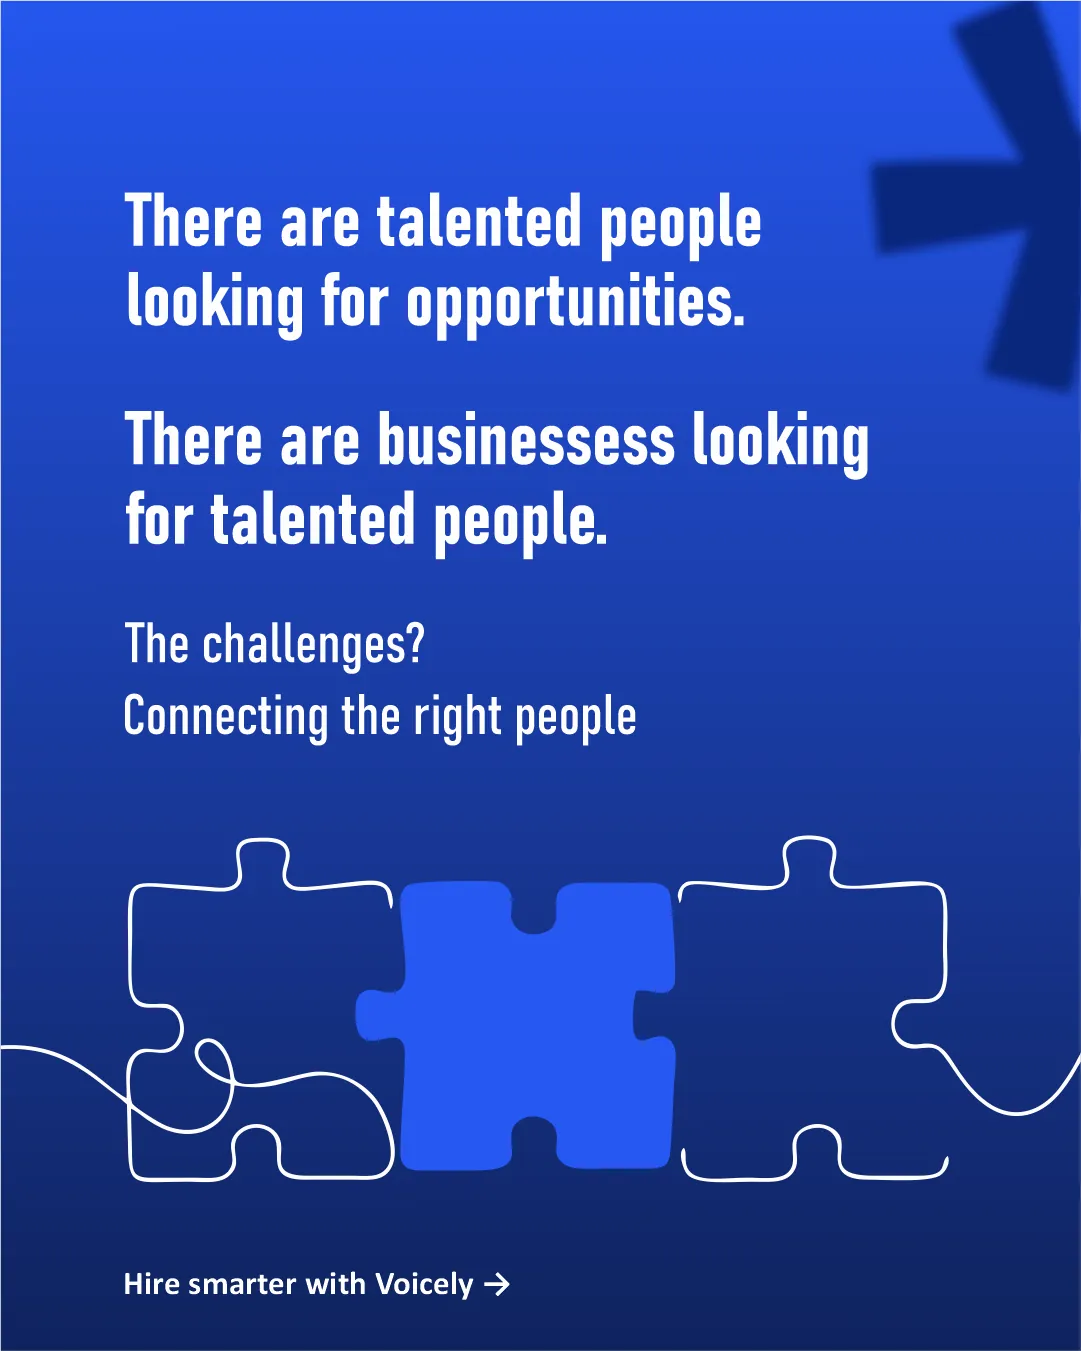 There are talented people
looking for opportunities.
There are businessess looking
for talented people.
The challenges?
Connecting the right people
Hire smarter with Voicely →